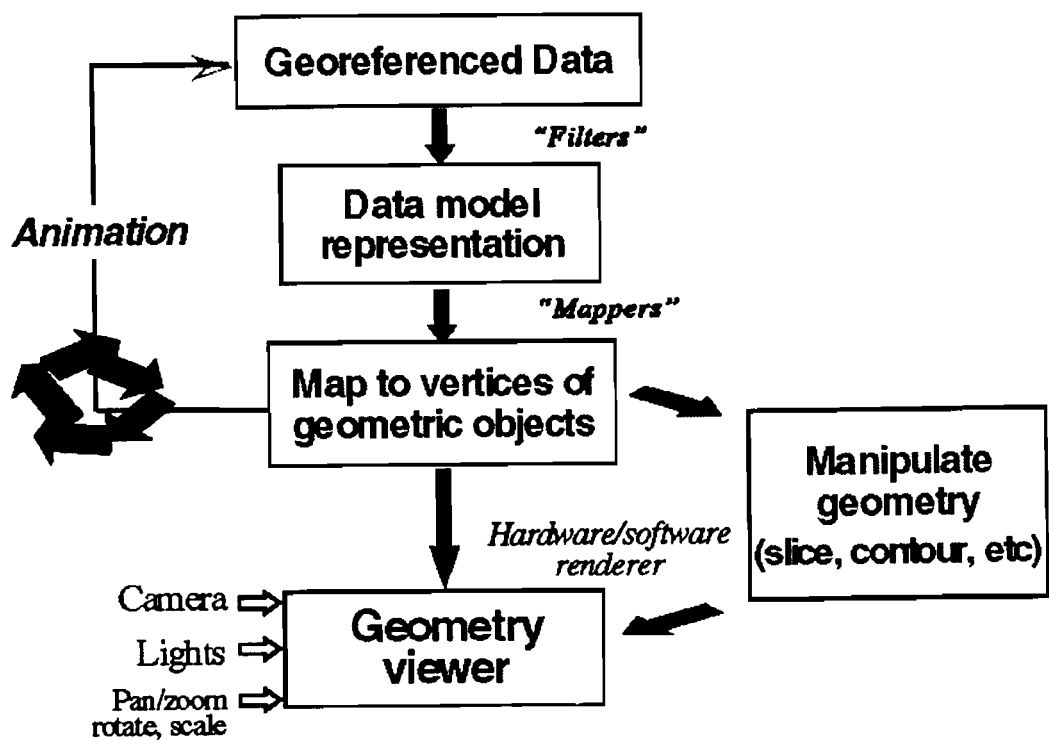 Georeferenced Data
"Filters"
Data model
representation
Animation
"Mappers"
Map to vertices of
geometric objects
Manipulate
geometry
(slice, contour, etc)
Hardware/software
renderer
Camera
Lights
Pan/zoom
rotate, scale
Geometry
viewer